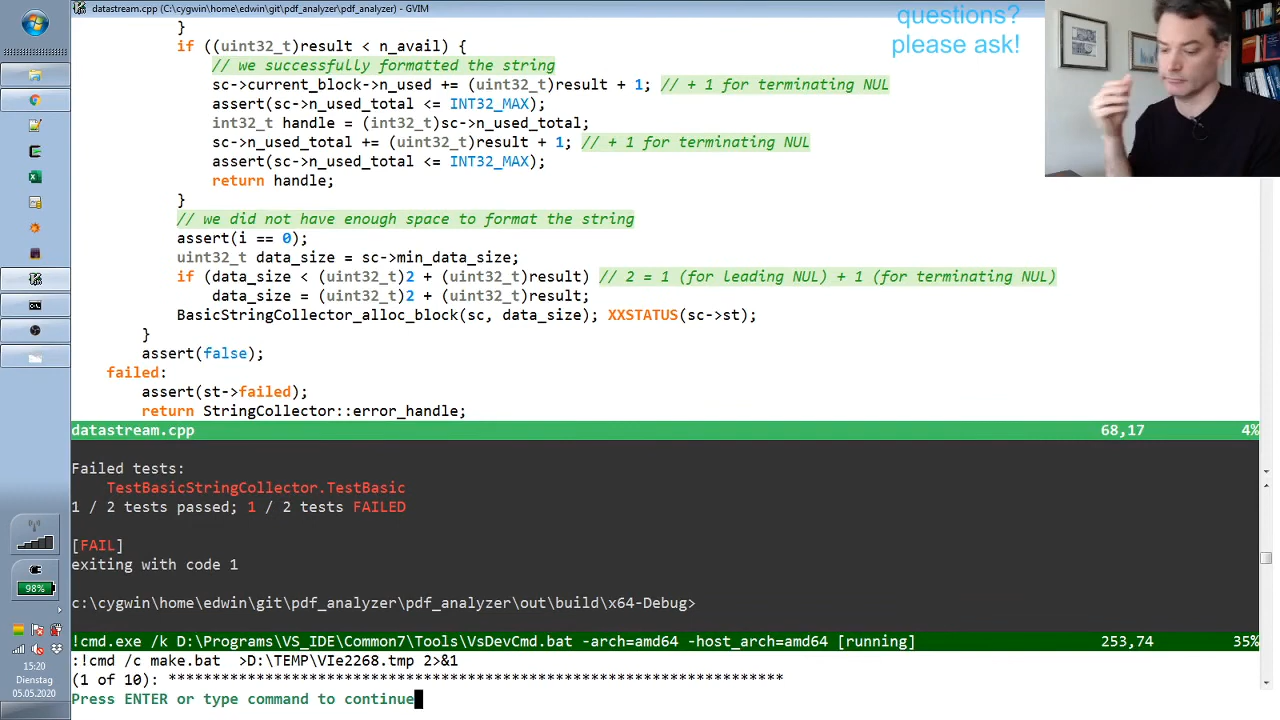 datastream.cpp (C:\cygwin\home\edwin\git\pdf_analyzer\pdf_analyzer) - GVIM
questions?
please ask!
}
if ((uint32_t)result < n_avail) {
// we successfully formatted the string
sc->current_block->n_used += (uint32_t)result + 1; // + 1 for terminating NUL
assert(sc->n_used_total <= INT32_MAX);
int32_t handle = (int32_t)sc->n_used_total;
sc->n_used_total += (uint32_t)result + 1; // + 1 for terminating NUL
assert(sc->n_used_total <= INT32_MAX);
return handle;
}
// we did not have enough space to format the string
assert(i == 0);
uint32_t data_size = sc->min_data_size;
if (data_size < (uint32_t)2 + (uint32_t)result) // 2 = 1 (for leading NUL) + 1 (for terminating NUL)
data_size = (uint32_t)2 + (uint32_t)result;
BasicStringCollector_alloc_block(sc, data_size); XXSTATUS(sc->st);
}
assert(false);
failed:
assert(st->failed);
return StringCollector::error_handle;
datastream.cpp 68,17 4%
Failed tests:
TestBasicStringCollector.TestBasic
1 / 2 tests passed; 1 / 2 tests FAILED
[FAIL]
exiting with code 1
c:\cygwin\home\edwin\git\pdf_analyzer\pdf_analyzer\out\build\x64-Debug>
!cmd.exe /k D:\Programs\VS_IDE\Common7\Tools\VsDevCmd.bat -arch=amd64 -host_arch=amd64 [running] 253,74 35%
:!cmd /c make.bat >D:\TEMP\VIe2268.tmp 2>&1
(1 of 10): **********************************************************************
Press ENTER or type command to continue
98%
15:20
Dienstag
05.05.2020